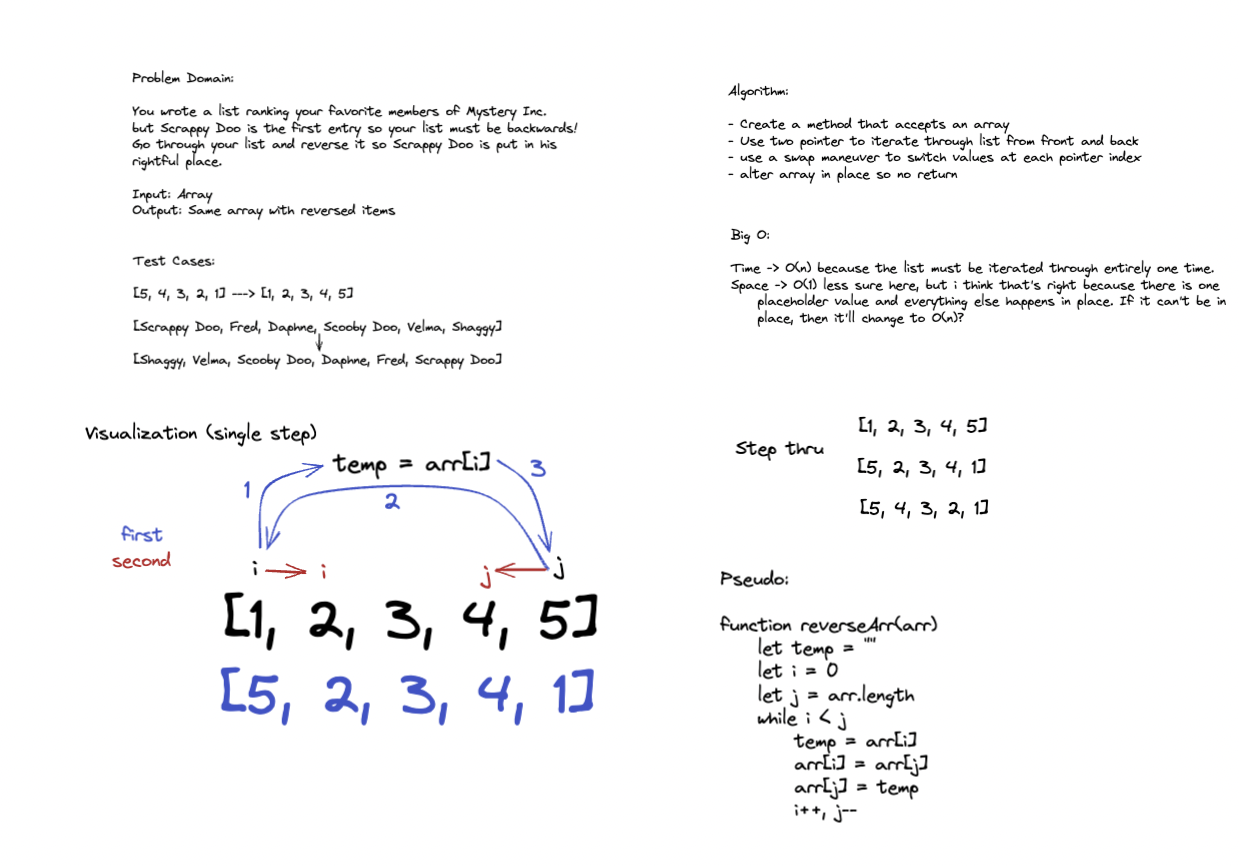 Problem Domain:
You wrote a list ranking your favorite members of Mystery Inc.
but Scrappy Doo is the first entry so your list must be backwards!
Go through your list and reverse it so Scrappy Doo is put in his
rightful place.
Input: Array
Output: Same array with reversed items
Test Cases:
[5, 4, 3, 2, 1] ---> [1, 2, 3, 4, 5]
[Scrappy Doo, Fred, Daphne, Scooby Doo, Velma, Shaggy]
[Shaggy, Velma, Scooby Doo, Daphne, Fred, Scrappy Doo]
Visualization (single step)
temp = arr[i]
1
2
3
first
second
i
i
j
j
[1, 2, 3, 4, 5]
[5, 2, 3, 4, 1]
Algorithm:
- Create a method that accepts an array
- Use two pointer to iterate through list from front and back
- use a swap maneuver to switch values at each pointer index
- alter array in place so no return
Big O:
Time -> O(n) because the list must be iterated through entirely one time.
Space -> O(1) less sure here, but i think that's right because there is one
placeholder value and everything else happens in place. If it can't be in
place, then it'll change to O(n)?
Step thru
[1, 2, 3, 4, 5]
[5, 2, 3, 4, 1]
[5, 4, 3, 2, 1]
Pseudo:
function reverseArr(arr)
let temp = ""
let i = 0
let j = arr.length
while i < j
temp = arr[i]
arr[i] = arr[j]
arr[j] = temp
i++, j--